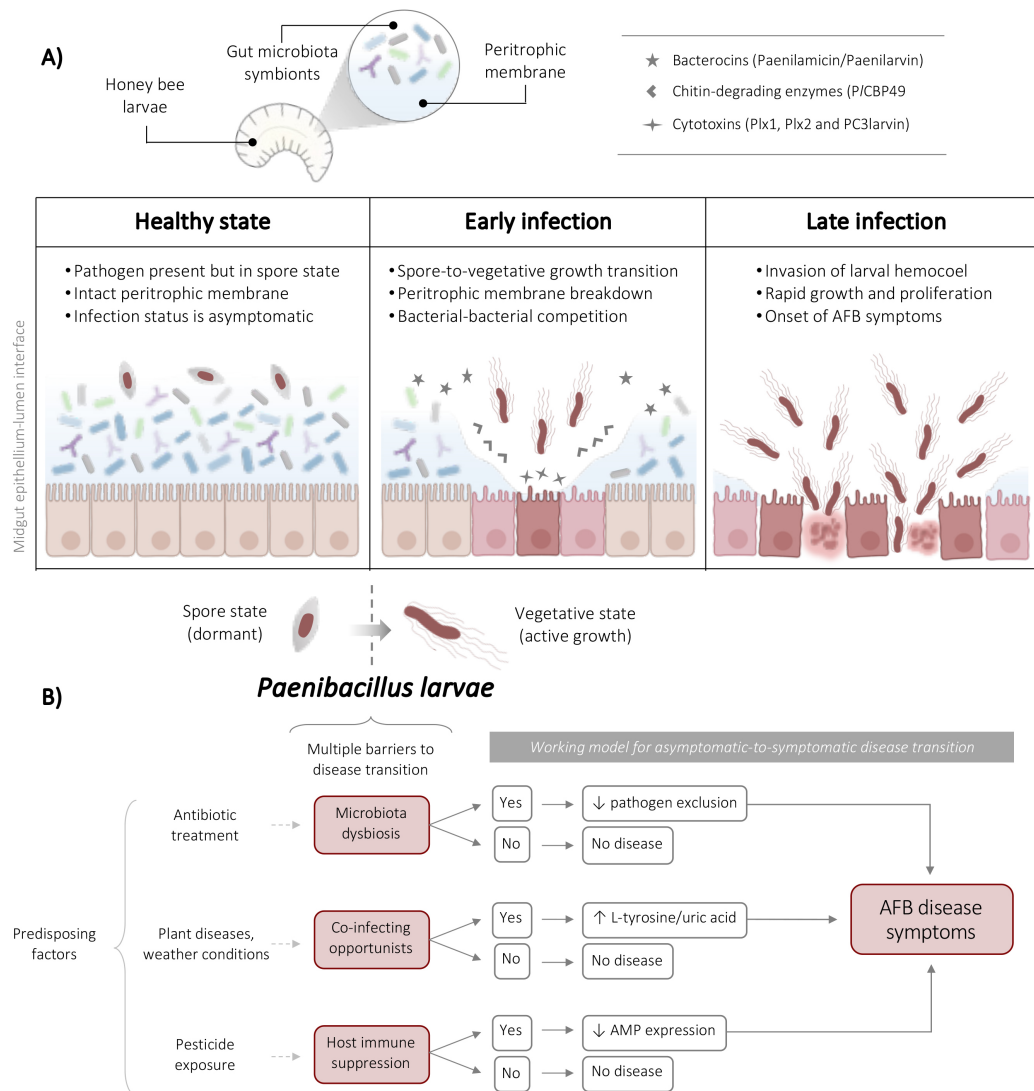 A)
Gut microbiota
symbionts
Honey bee
larvae
Peritrophic
membrane
Bacterocins (Paenilamicin/Paenilarvin)
Chitin-degrading enzymes (PlCBP49
Cytotoxins (Plx1, Plx2 and PC3larvin)
Healthy state
Early infection
Late infection
• Pathogen present but in spore state
• Intact peritrophic membrane
• Infection status is asymptomatic
• Spore-to-vegetative growth transition
• Peritrophic membrane breakdown
• Bacterial-bacterial competition
• Invasion of larval hemocoel
• Rapid growth and proliferation
• Onset of AFB symptoms
Midgut epithellium-lumen interface
Spore state
(dormant)
Vegetative state
(active growth)
Paenibacillus larvae
B)
Multiple barriers to
disease transition
Working model for asymptomatic-to-symptomatic disease transition
Predisposing
factors
Antibiotic
treatment
Microbiota
dysbiosis
Yes
↓ pathogen exclusion
No
No disease
Plant diseases,
weather conditions
Co-infecting
opportunists
Yes
↑ L-tyrosine/uric acid
No
No disease
Pesticide
exposure
Host immune
suppression
Yes
↓ AMP expression
No
No disease
AFB disease
symptoms